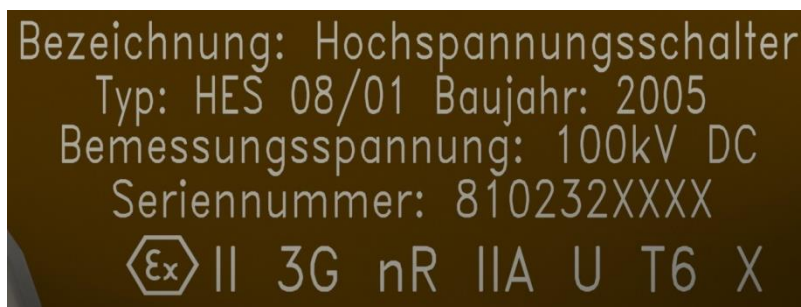 Bezeichnung: Hochspannungsschalter
Typ: HES 08/01 Baujahr: 2005
Bemessungsspannung: 100kV DC
Seriennummer: 810232XXXX
Ex II 3G nR IIA U T6 X